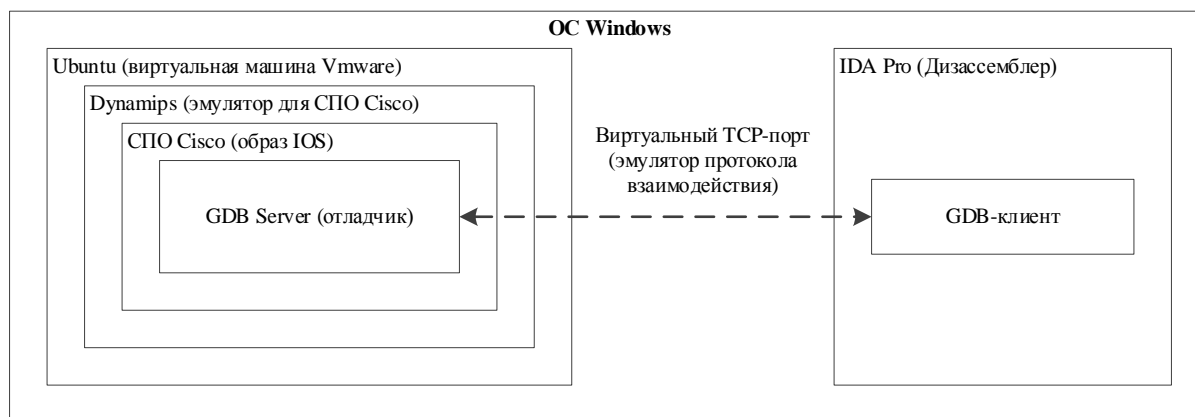 ОС Windows
Ubuntu (виртуальная машина Vmware)
Dynamips (эмулятор для СПО Cisco)
СПО Cisco (образ IOS)
GDB Server (отладчик)
Виртуальный TCP-порт
(эмулятор протокола
взаимодействия)
IDA Pro (Дизассемблер)
GDB-клиент